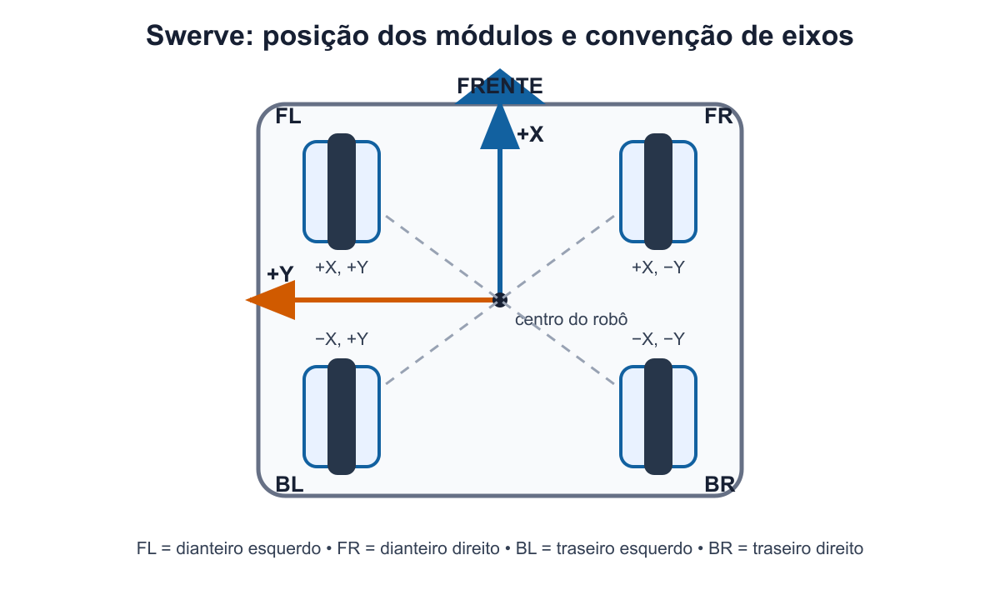 Swerve: posição dos módulos e convenção de eixos
FRENTE
FL
FR
+X
+Y
+X, +Y
+X, −Y
centro do robô
−X, +Y
−X, −Y
BL
BR
FL = dianteiro esquerdo • FR = dianteiro direito • BL = traseiro esquerdo • BR = traseiro direito